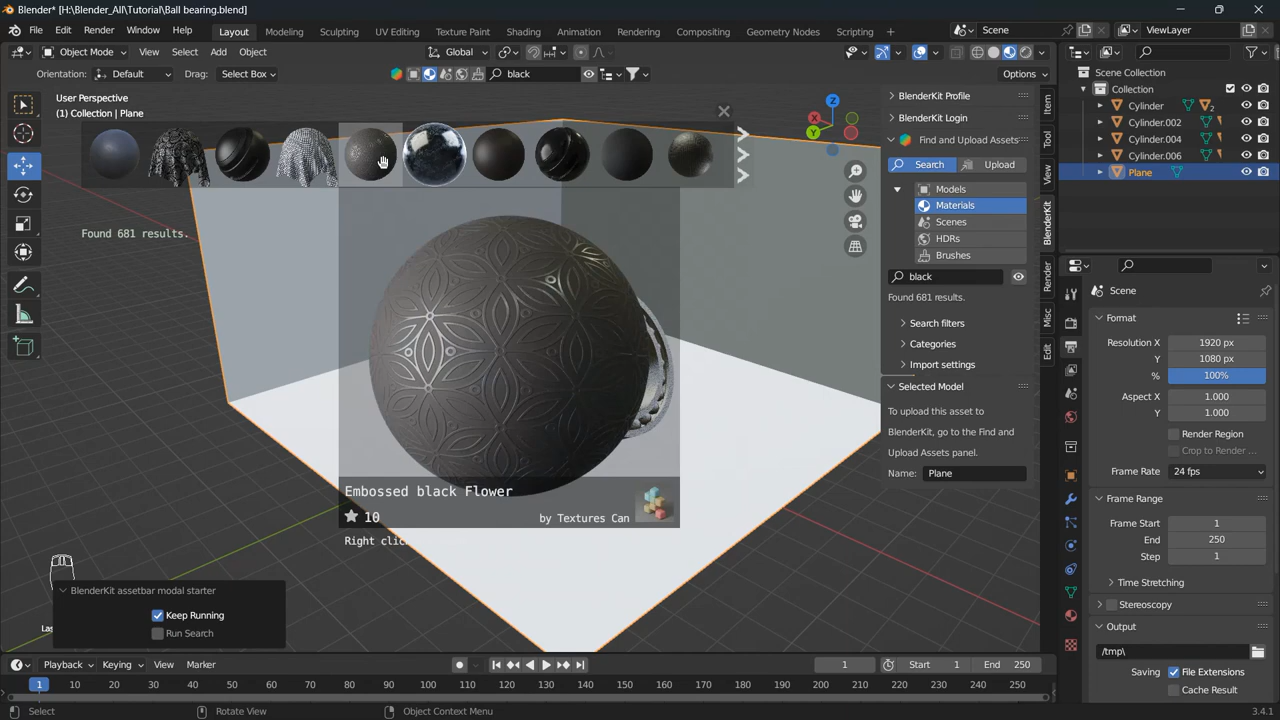 Blender* [H:\Blender_All\Tutorial\Ball bearing.blend]
File Edit Render Window Help Layout Modeling Sculpting UV Editing Texture Paint Shading Animation Rendering Compositing Geometry Nodes Scripting + Scene ViewLayer
Object Mode View Select Add Object Global
Orientation: Default Drag: Select Box black Options
User Perspective
(1) Collection | Plane
Found 681 results.
Embossed black Flower
10 by Textures Can
Right clic
BlenderKit assetbar modal starter
Keep Running
Run Search
BlenderKit Profile
BlenderKit Login
Find and Upload Assets
Search Upload
Models
Materials
Scenes
HDRs
Brushes
black
Found 681 results.
Search filters
Categories
Import settings
Selected Model
To upload this asset to
BlenderKit, go to the Find and
Upload Assets panel.
Name: Plane
Item
Tool
View
BlenderKit
Render
Misc
Edit
Scene Collection
Collection
Cylinder 2
Cylinder.002
Cylinder.004
Cylinder.006
Plane
Scene
Format
Resolution X 1920 px
Y 1080 px
% 100%
Aspect X 1.000
Y 1.000
Render Region
Crop to Render ...
Frame Rate 24 fps
Frame Range
Frame Start 1
End 250
Step 1
Time Stretching
Stereoscopy
Output
/tmp\
Saving File Extensions
Cache Result
Playback Keying View Marker 1 Start 1 End 250
1 10 20 30 40 50 60 70 80 90 100 110 120 130 140 150 160 170 180 190 200 210 220 230 240 250
Select Rotate View Object Context Menu 3.4.1